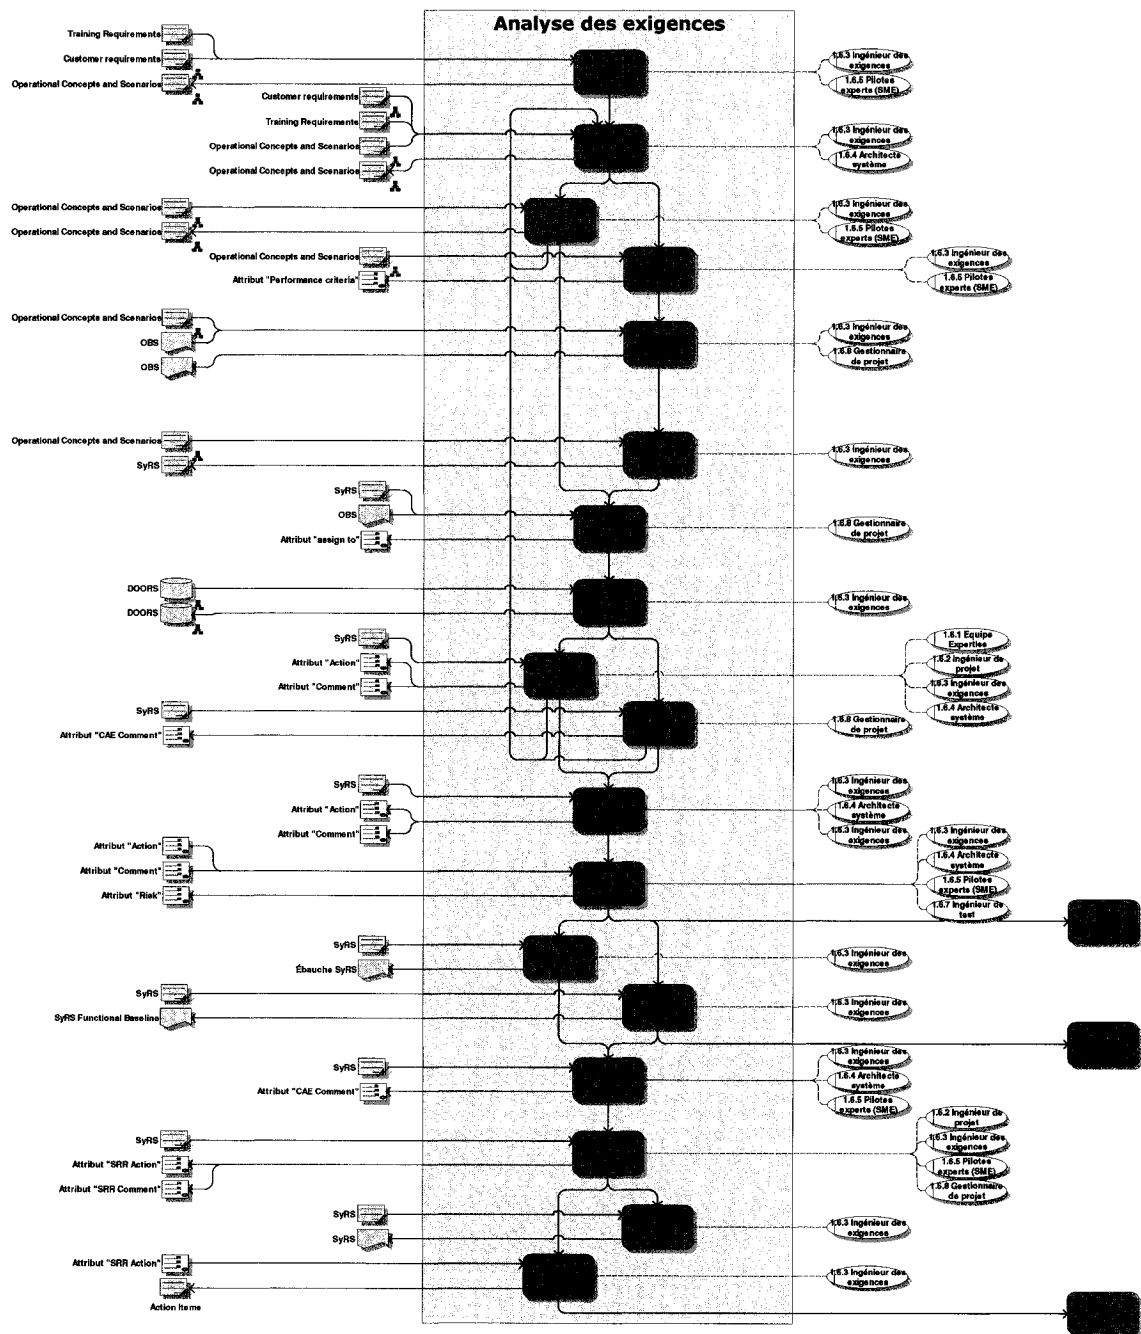 Analyse des exigences
Training Requirements
Customer requirements
Operational Concepts and Scenarios
1.6.3 Ingénieur des
exigences
1.6.5 Pilotes
experts (SME)
Customer requirements
Training Requirements
Operational Concepts and Scenarios
Operational Concepts and Scenarios
1.6.3 Ingénieur des
exigences
1.6.4 Architecte
système
Operational Concepts and Scenarios
Operational Concepts and Scenarios
1.6.3 Ingénieur des
exigences
1.6.5 Pilotes
experts (SME)
Operational Concepts and Scenarios
Attribut "Performance criteria"
1.6.3 Ingénieur des
exigences
1.6.5 Pilotes
experts (SME)
Operational Concepts and Scenarios
OBS
OBS
1.6.3 Ingénieur des
exigences
1.6.8 Gestionnaire
de projet
Operational Concepts and Scenarios
SyRS
1.6.3 Ingénieur des
exigences
SyRS
OBS
Attribut "assign to"
1.6.8 Gestionnaire
de projet
DOORS
DOORS
1.6.3 Ingénieur des
exigences
SyRS
Attribut "Action"
Attribut "Comment"
1.6.1 Equipe
Expertise
1.6.2 Ingénieur de
projet
1.6.3 Ingénieur des
exigences
1.6.4 Architecte
système
SyRS
Attribut "CAE Comment"
1.6.8 Gestionnaire
de projet
SyRS
Attribut "Action"
Attribut "Comment"
1.6.3 Ingénieur des
exigences
1.6.4 Architecte
système
1.6.3 Ingénieur des
exigences
Attribut "Action"
Attribut "Comment"
Attribut "Risk"
1.6.3 Ingénieur des
exigences
1.6.4 Architecte
système
1.6.5 Pilotes
experts (SME)
1.6.7 Ingénieur de
test
SyRS
Ébauche SyRS
1.6.3 Ingénieur des
exigences
SyRS
SyRS Functional Baseline
1.6.3 Ingénieur des
exigences
SyRS
Attribut "CAE Comment"
1.6.3 Ingénieur des
exigences
1.6.4 Architecte
système
1.6.5 Pilotes
experts (SME)
SyRS
Attribut "SRR Action"
Attribut "SRR Comment"
1.6.2 Ingénieur de
projet
1.6.3 Ingénieur des
exigences
1.6.5 Pilotes
experts (SME)
1.6.8 Gestionnaire
de projet
SyRS
SyRS
1.6.3 Ingénieur des
exigences
Attribut "SRR Action"
Action Items
1.6.3 Ingénieur des
exigences